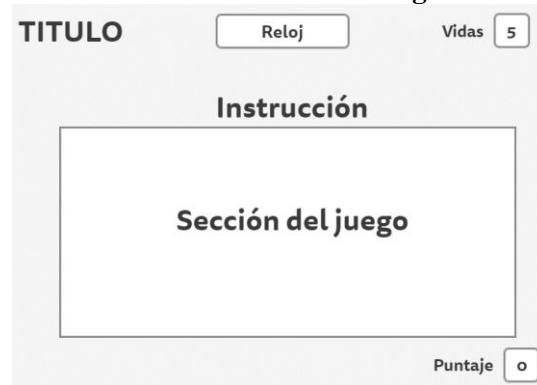 TITULO Reloj Vidas 5
Instrucción
Sección del juego
Puntaje 0